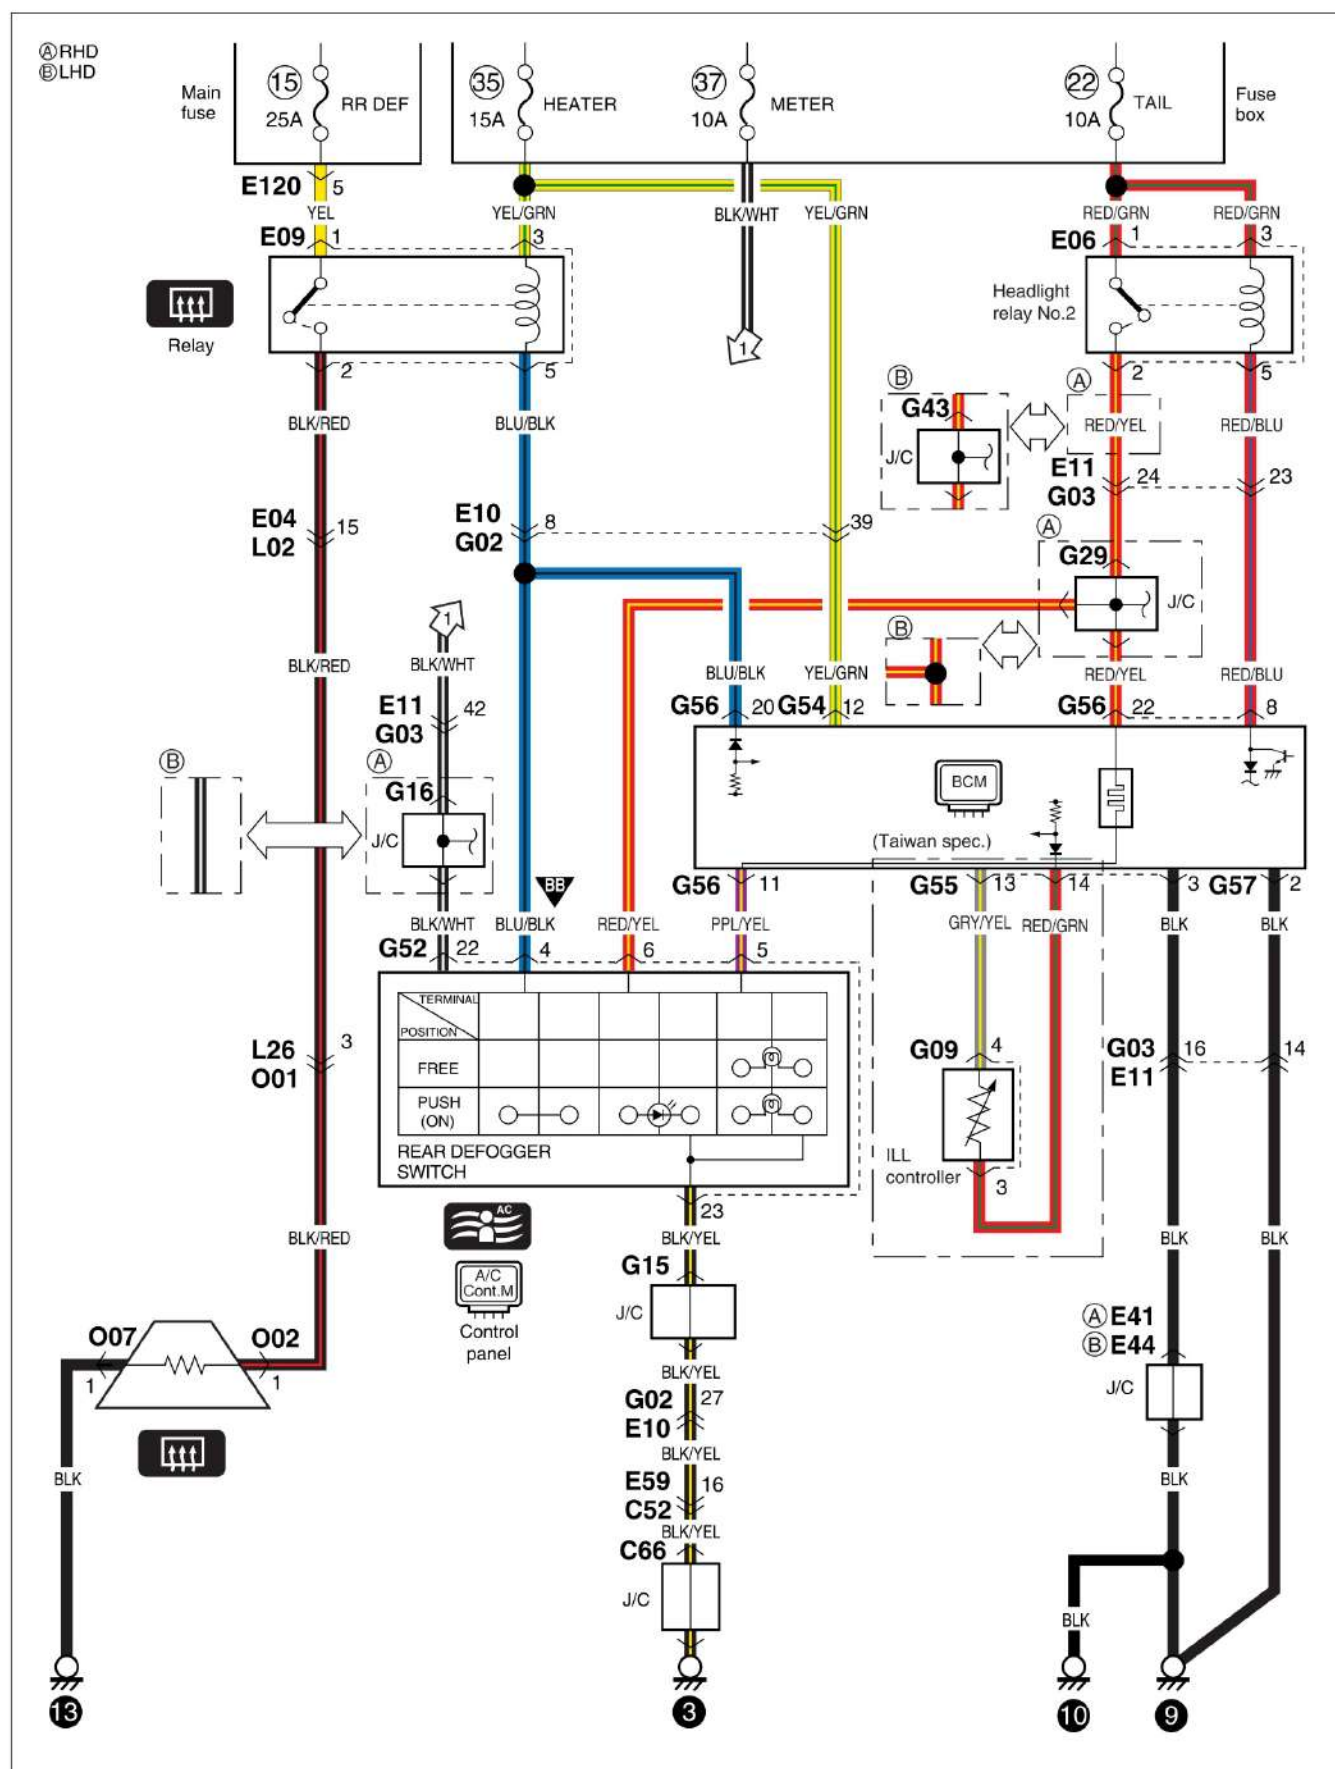 Ⓐ RHD
Ⓑ LHD
Main
fuse
15
25A
RR DEF
35
15A
HEATER
37
10A
METER
22
10A
TAIL
Fuse
box
E120
5
YEL
YEL/GRN
BLK/WHT
YEL/GRN
RED/GRN
RED/GRN
E09
1
3
E06
1
3
Relay
Headlight
relay No.2
1
2
5
2
5
Ⓑ
Ⓐ
G43
J/C
BLK/RED
BLU/BLK
RED/YEL
RED/BLU
E11
G03
24
23
E04
L02
15
E10
G02
8
39
Ⓐ
G29
J/C
1
Ⓑ
BLK/RED
BLK/WHT
BLU/BLK
YEL/GRN
RED/YEL
RED/BLU
E11
G03
42
G56
20
G54
12
G56
22
8
Ⓑ
Ⓐ
G16
J/C
BCM
(Taiwan spec.)
BB
G56
11
G55
13
14
3
G57
2
BLK/WHT
BLU/BLK
RED/YEL
PPL/YEL
GRY/YEL
RED/GRN
BLK
BLK
G52
22
4
6
5
TERMINAL
POSITION
FREE
PUSH
(ON)
REAR DEFOGGER
SWITCH
L26
O01
3
G09
4
G03
E11
16
14
ILL
controller
3
23
AC
A/C
Cont.M
Control
panel
BLK/RED
BLK/YEL
BLK
BLK
G15
J/C
Ⓐ E41
Ⓑ E44
J/C
O07
1
O02
1
BLK/YEL
G02
E10
27
BLK/YEL
E59
C52
16
BLK/YEL
C66
J/C
BLK
BLK
BLK
13
3
10
9